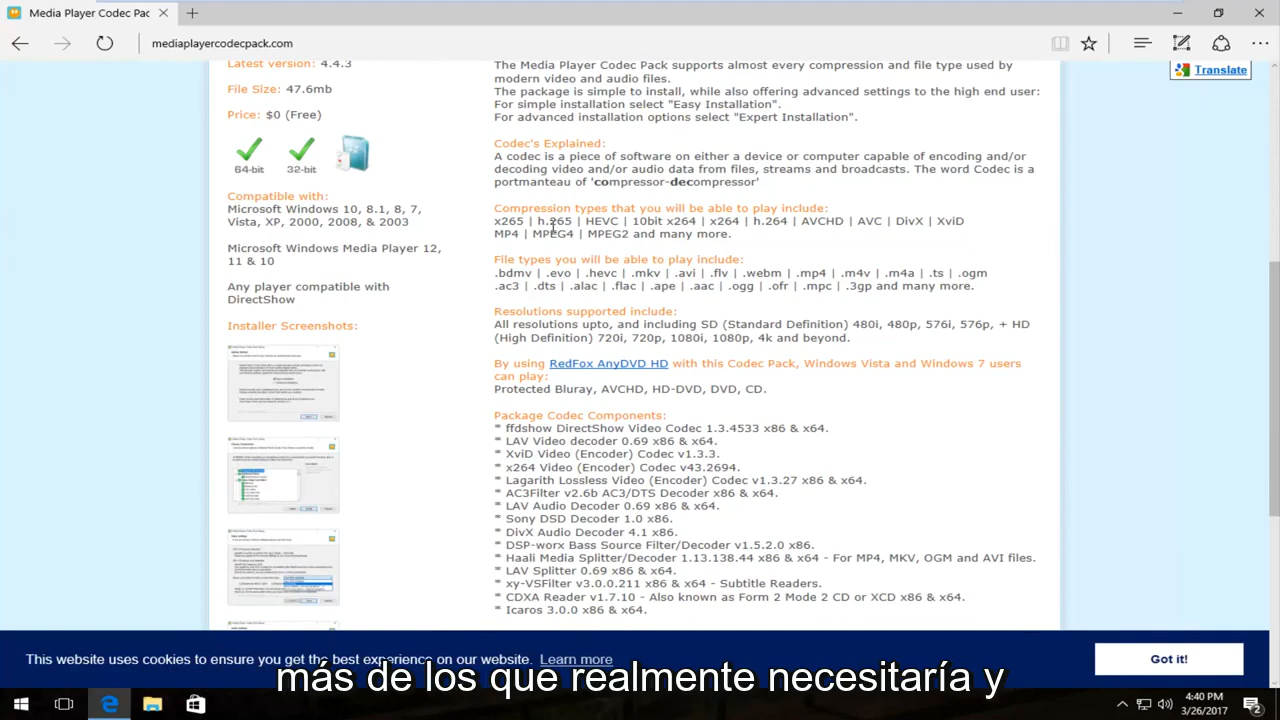 Media Player Codec Pac
mediaplayercodecpack.com
Translate
Latest version: 4.4.3
File Size: 47.6mb
Price: $0 (Free)
64-bit 32-bit
Compatible with:
Microsoft Windows 10, 8.1, 8, 7,
Vista, XP, 2000, 2008, & 2003
Microsoft Windows Media Player 12,
11 & 10
Any player compatible with
DirectShow
Installer Screenshots:
The Media Player Codec Pack supports almost every compression and file type used by
modern video and audio files.
The package is simple to install, while also offering advanced settings to the high end user:
For simple installation select "Easy Installation".
For advanced installation options select "Expert Installation".
Codec's Explained:
A codec is a piece of software on either a device or computer capable of encoding and/or
decoding video and/or audio data from files, streams and broadcasts. The word Codec is a
portmanteau of 'compressor-decompressor'
Compression types that you will be able to play include:
x265 | h.265 | HEVC | 10bit x264 | x264 | h.264 | AVCHD | AVC | DivX | XviD
MP4 | MPEG4 | MPEG2 and many more.
File types you will be able to play include:
.bdmv | .evo | .hevc | .mkv | .avi | .flv | .webm | .mp4 | .m4v | .m4a | .ts | .ogm
.ac3 | .dts | .alac | .flac | .ape | .aac | .ogg | .ofr | .mpc | .3gp and many more.
Resolutions supported include:
All resolutions upto, and including SD (Standard Definition) 480i, 480p, 576i, 576p, + HD
(High Definition) 720i, 720p, 1080i, 1080p, 4k and beyond.
By using RedFox AnyDVD HD with the Codec Pack, Windows Vista and Windows 7 users
can play:
Protected Bluray, AVCHD, HD-DVD, DVD, CD.
Package Codec Components:
* ffdshow DirectShow Video Codec 1.3.4533 x86 & x64.
* LAV Video decoder 0.69 x86 & x64.
* XviD Video (Encoder) Codec v1.3.4.
* x264 Video (Encoder) Codec v43.2694.
* Lagarith Lossless Video (Encoder) Codec v1.3.27 x86 & x64.
* AC3Filter v2.6b AC3/DTS Decoder x86 & x64.
* LAV Audio Decoder 0.69 x86 & x64.
* Sony DSD Decoder 1.0 x86.
* DivX Audio Decoder 4.1 x86.
* DSP-worx Bass Source Filter/Decoder v1.5.2.0 x86.
* Haali Media Splitter/Decoder 1.13.138.44 x86 & x64 - For MP4, MKV, OGM and AVI files.
* LAV Splitter 0.69 x86 & x64.
* xy-VSFilter v3.0.0.211 x86 & x64 Subtitle Readers.
* CDXA Reader v1.7.10 - Also known as Form 2 Mode 2 CD or XCD x86 & x64.
* Icaros 3.0.0 x86 & x64.
This website uses cookies to ensure you get the best experience on our website. Learn more
Got it!
más de los que realmente necesitaría y
4:40 PM
3/26/2017
2